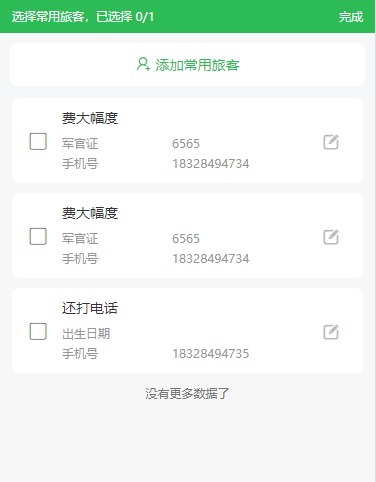 选择常用旅客，已选择 0/1 完成
添加常用旅客
费大幅度
军官证 6565
手机号 18328494734
费大幅度
军官证 6565
手机号 18328494734
还打电话
出生日期
手机号 18328494735
没有更多数据了